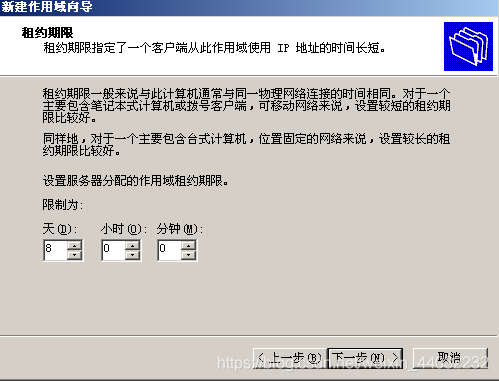 新建作用域向导
租约期限
租约期限指定了一个客户端从此作用域使用 IP 地址的时间长短。
租约期限一般来说与此计算机通常与同一物理网络连接的时间相同。对于一个
主要包含笔记本式计算机或拨号客户端，可移动网络来说，设置较短的租约期
限比较好。
同样地，对于一个主要包含台式计算机，位置固定的网络来说，设置较长的租
约期限比较好。
设置服务器分配的作用域租约期限。
限制为:
天(D): 小时(O): 分钟(M):
8 0 0
< 上一步(B) 下一步(N) > 取消
https://blog.csdn.net/weixin_44682232